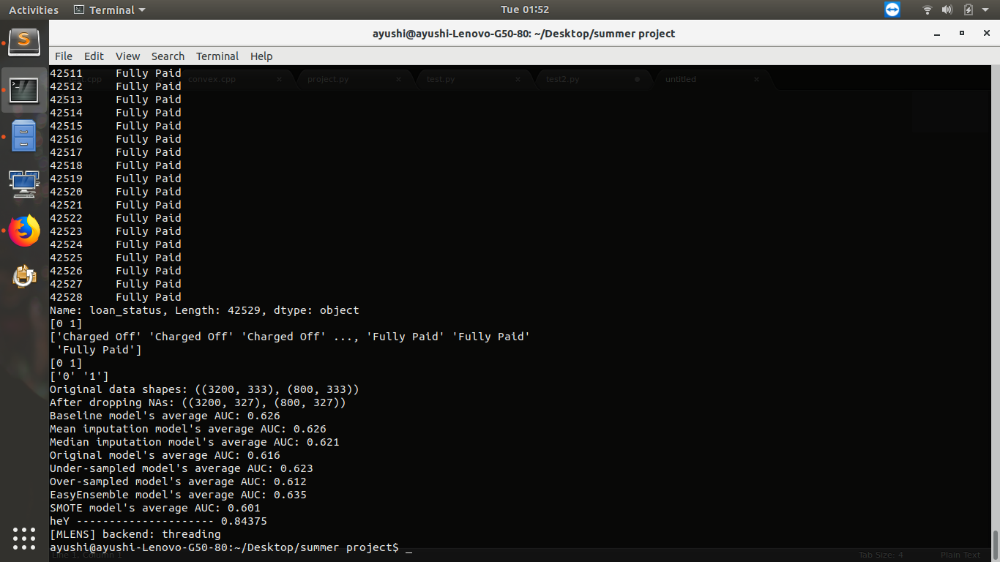 Activities Terminal Tue 01:52
ayushi@ayushi-Lenovo-G50-80: ~/Desktop/summer project
File Edit View Search Terminal Help
test.cpp convex.cpp project.py test.py test2.py untitled
42511 Fully Paid
42512 Fully Paid
42513 Fully Paid
42514 Fully Paid
42515 Fully Paid
42516 Fully Paid
42517 Fully Paid
42518 Fully Paid
42519 Fully Paid
42520 Fully Paid
42521 Fully Paid
42522 Fully Paid
42523 Fully Paid
42524 Fully Paid
42525 Fully Paid
42526 Fully Paid
42527 Fully Paid
42528 Fully Paid
Name: loan_status, Length: 42529, dtype: object
[0 1]
['Charged Off' 'Charged Off' 'Charged Off' ..., 'Fully Paid' 'Fully Paid'
'Fully Paid']
[0 1]
['0' '1']
Original data shapes: ((3200, 333), (800, 333))
After dropping NAs: ((3200, 327), (800, 327))
Baseline model's average AUC: 0.626
Mean imputation model's average AUC: 0.626
Median imputation model's average AUC: 0.621
Original model's average AUC: 0.616
Under-sampled model's average AUC: 0.623
Over-sampled model's average AUC: 0.612
EasyEnsemble model's average AUC: 0.635
SMOTE model's average AUC: 0.601
heY --------------------- 0.84375
[MLENS] backend: threading
ayushi@ayushi-Lenovo-G50-80:~/Desktop/summer project$ _
Line 1, Column 1 Tab Size: 4 Plain Text